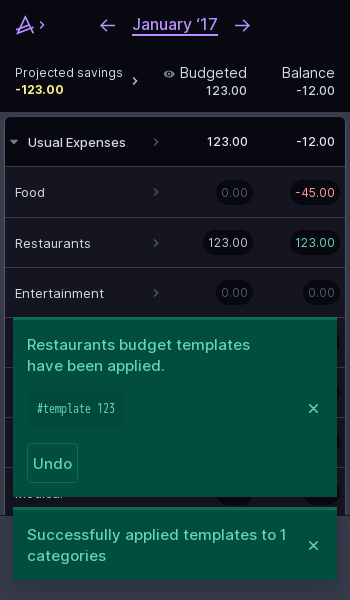 January ‘17
Projected savings
-123.00
Budgeted
123.00
Balance
-12.00
Usual Expenses 123.00 -12.00
Food 0.00 -45.00
Restaurants 123.00 123.00
Entertainment 0.00 0.00
Restaurants budget templates
have been applied.
#template 123
Undo
Successfully applied templates to 1
categories